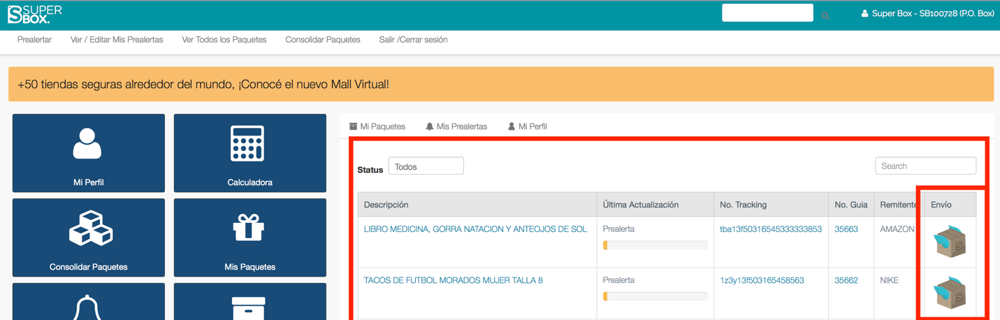 SUPER
BOX.
Super Box - SB100728 (P.O. Box)
Prealertar Ver / Editar Mis Prealertas Ver Todos los Paquetes Consolidar Paquetes Salir /Cerrar sesión
+50 tiendas seguras alrededor del mundo, ¡Conocé el nuevo Mall Virtual!
Mi Perfil
Calculadora
Consolidar Paquetes
Mis Paquetes
Mi Paquetes Mis Prealertas Mi Perfil
Status Todos Search
Descripción Última Actualización No. Tracking No. Guia Remitente Envío
LIBRO MEDICINA, GORRA NATACION Y ANTEOJOS DE SOL Prealerta tba13f50316545333333853 35663 AMAZON
TACOS DE FUTBOL MORADOS MUJER TALLA 8 Prealerta 1z3y13f503165458563 35662 NIKE